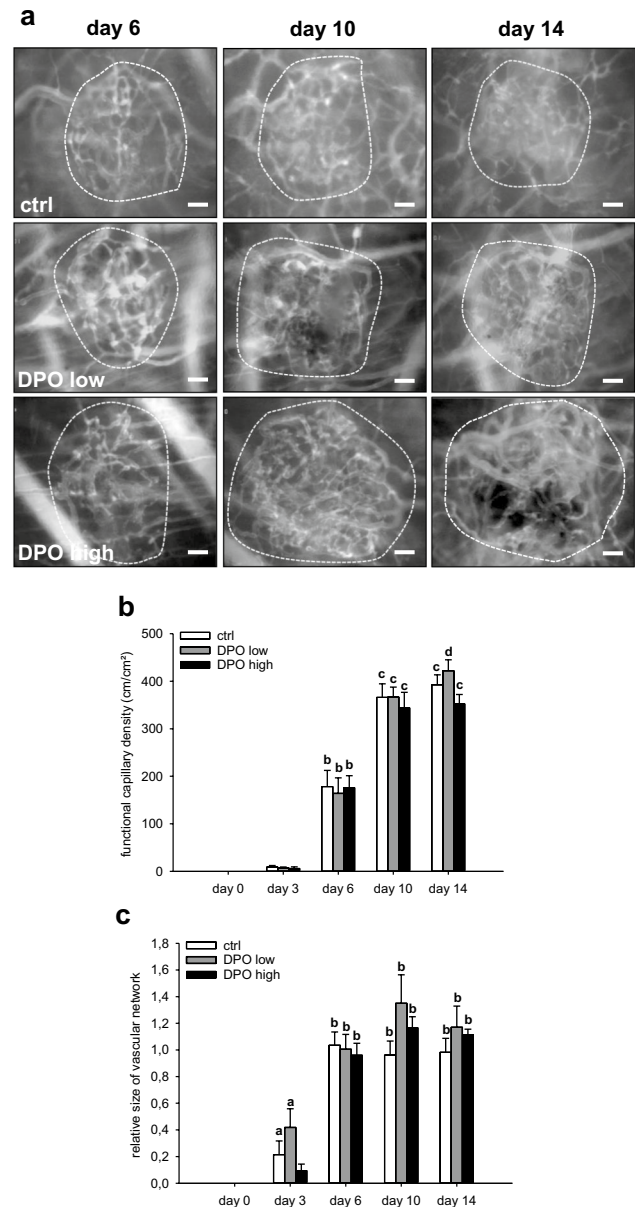 a
day 6 day 10 day 14
ctrl
DPO low
DPO high
b
500
400
300
200
100
0
functional capillary density (cm/cm²)
ctrl
DPO low
DPO high
b b b
c c c
c d c
day 0 day 3 day 6 day 10 day 14
c
1,8
1,6
1,4
1,2
1,0
0,8
0,6
0,4
0,2
0,0
relative size of vascular network
ctrl
DPO low
DPO high
a a
b b b
b b b
b b b
day 0 day 3 day 6 day 10 day 14